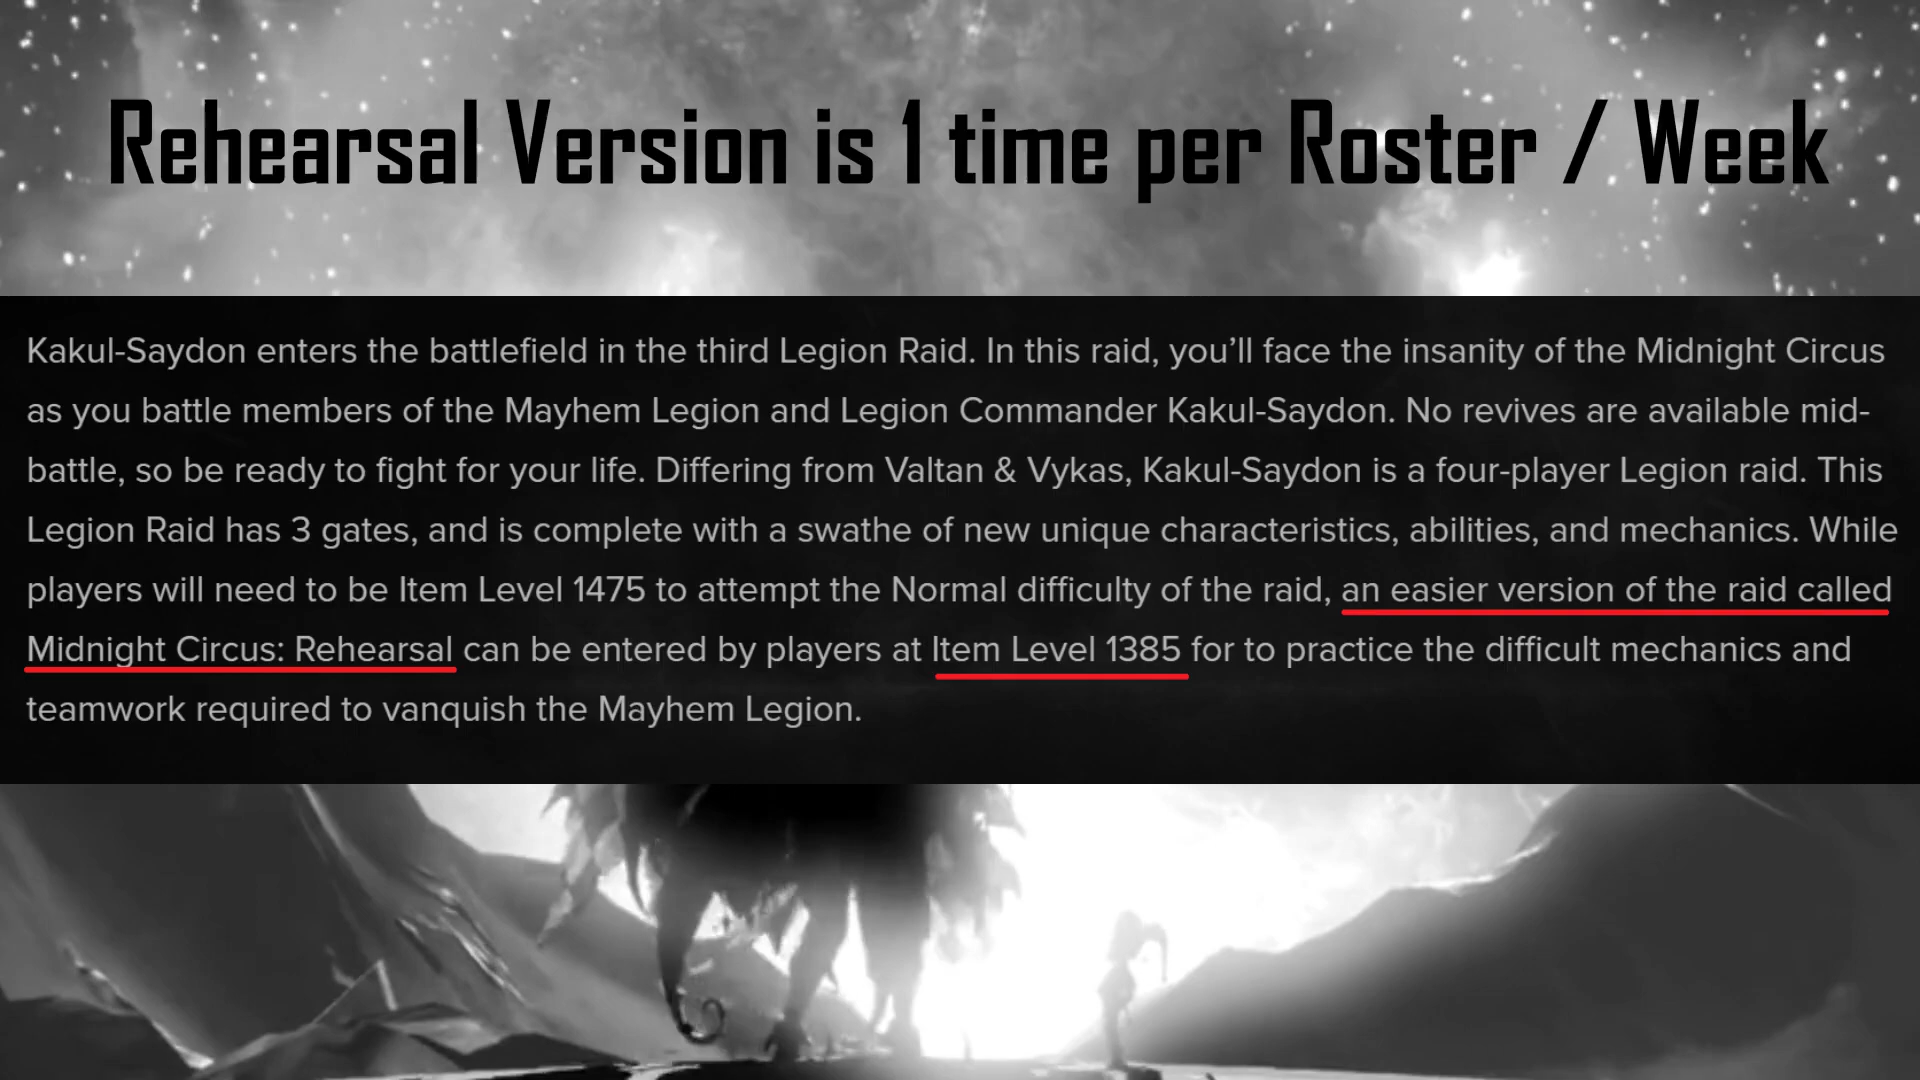 Rehearsal Version is 1 time per Roster / Week
Kakul-Saydon enters the battlefield in the third Legion Raid. In this raid, you’ll face the insanity of the Midnight Circus
as you battle members of the Mayhem Legion and Legion Commander Kakul-Saydon. No revives are available mid-
battle, so be ready to fight for your life. Differing from Valtan & Vykas, Kakul-Saydon is a four-player Legion raid. This
Legion Raid has 3 gates, and is complete with a swathe of new unique characteristics, abilities, and mechanics. While
players will need to be Item Level 1475 to attempt the Normal difficulty of the raid, an easier version of the raid called
Midnight Circus: Rehearsal can be entered by players at Item Level 1385 for to practice the difficult mechanics and
teamwork required to vanquish the Mayhem Legion.